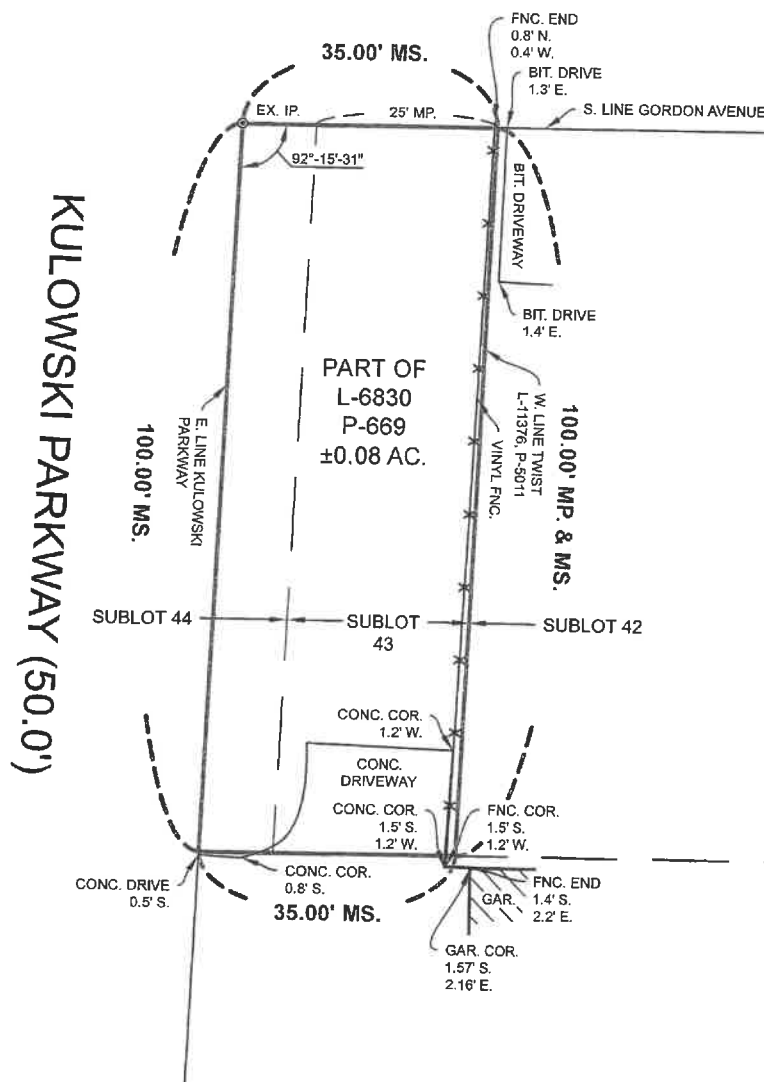 FNC. END
0.8' N.
0.4' W.
35.00' MS.
BIT. DRIVE
1.3' E.
EX. IP.
25' MP.
S. LINE GORDON AVENUE
92°-15'-31"
BIT. DRIVEWAY
BIT. DRIVE
1.4' E.
KULOWSKI PARKWAY (50.0')
PART OF
L-6830
P-669
±0.08 AC.
E. LINE KULOWSKI
PARKWAY
100.00' MS.
W. LINE TWIST
L-11376, P-5011
VINYL FNC.
100.00' MP. & MS.
SUBLOT 44
SUBLOT
43
SUBLOT 42
CONC. COR.
1.2' W.
CONC.
DRIVEWAY
CONC. COR.
1.5' S.
1.2' W.
FNC. COR.
1.5' S.
1.2' W.
CONC. DRIVE
0.5' S.
CONC. COR.
0.8' S.
35.00' MS.
GAR.
FNC. END
1.4' S.
2.2' E.
GAR. COR.
1.57' S.
2.16' E.